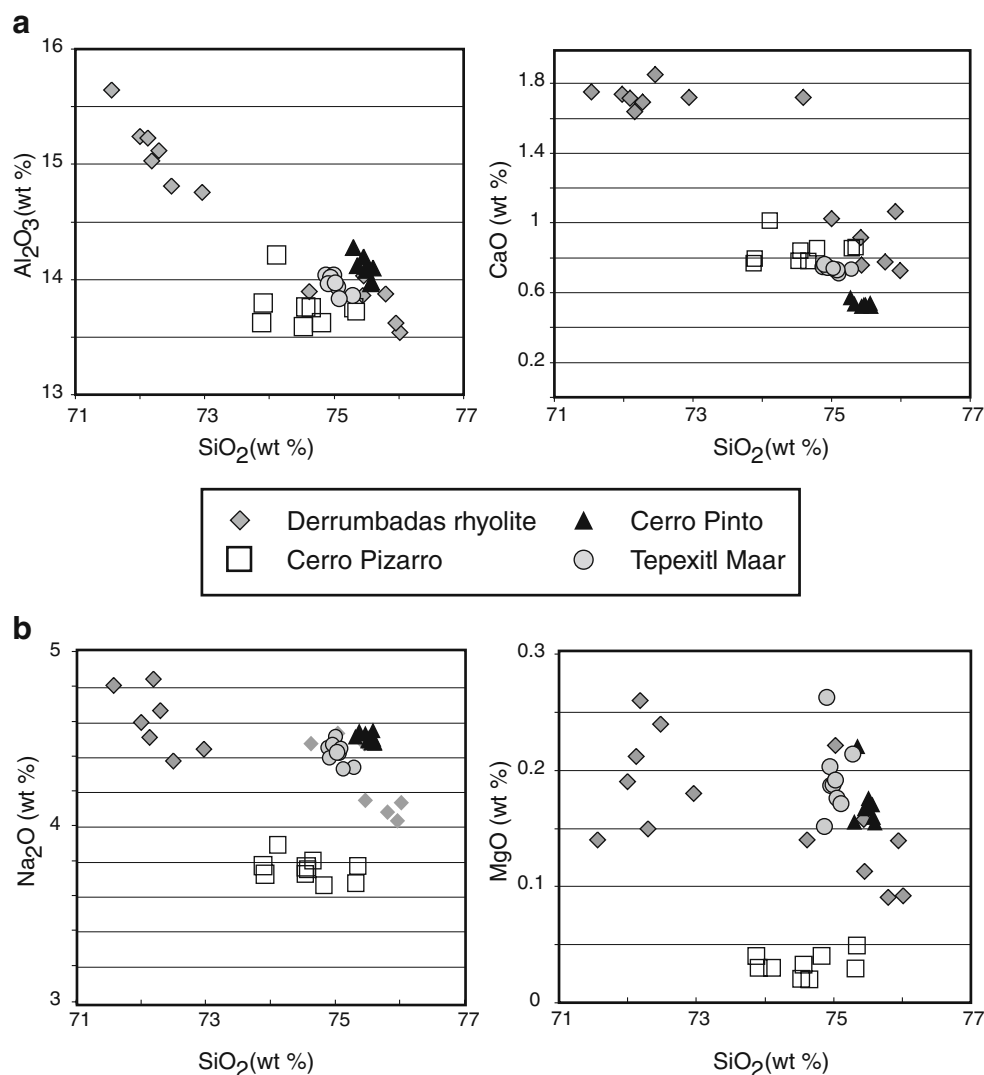 a
16
15
14
13
Al2O3(wt %)
71 73 75 77
SiO2(wt %)
1.8
1.4
1
0.6
0.2
CaO (wt %)
71 73 75 77
SiO2(wt %)
Derrumbadas rhyolite
Cerro Pinto
Cerro Pizarro
Tepexitl Maar
b
5
4
3
Na2O (wt %)
71 73 75 77
SiO2(wt %)
0.3
0.2
0.1
0
MgO (wt %)
71 73 75 77
SiO2(wt %)